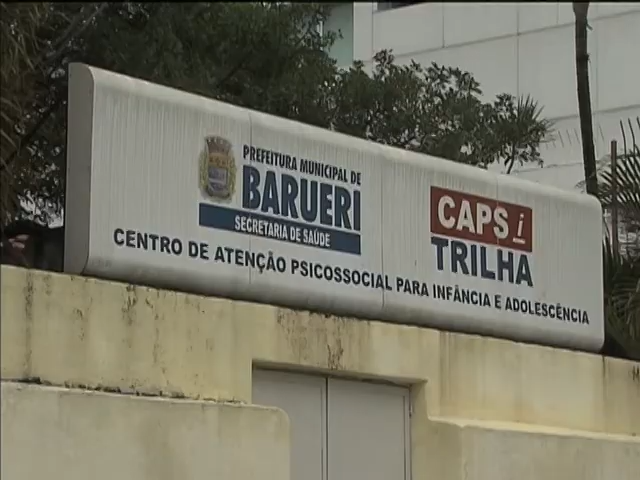 PREFEITURA MUNICIPAL DE
BARUERI
SECRETARIA DE SAÚDE
CAPS i
TRILHA
CENTRO DE ATENÇÃO PSICOSSOCIAL PARA INFÂNCIA E ADOLESCÊNCIA